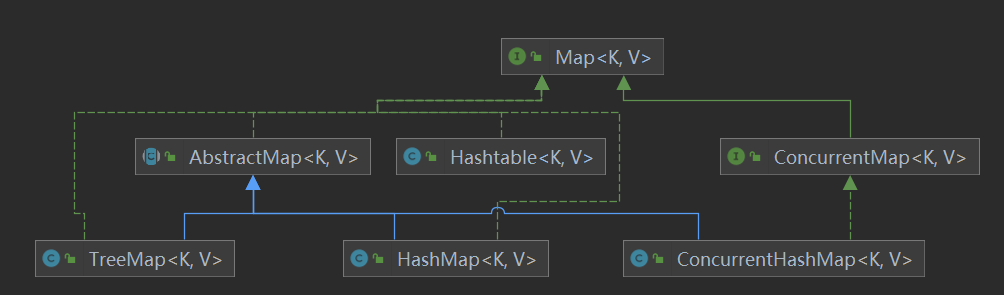 I Map<K, V>
C AbstractMap<K, V>
C Hashtable<K, V>
I ConcurrentMap<K, V>
C TreeMap<K, V>
C HashMap<K, V>
C ConcurrentHashMap<K, V>